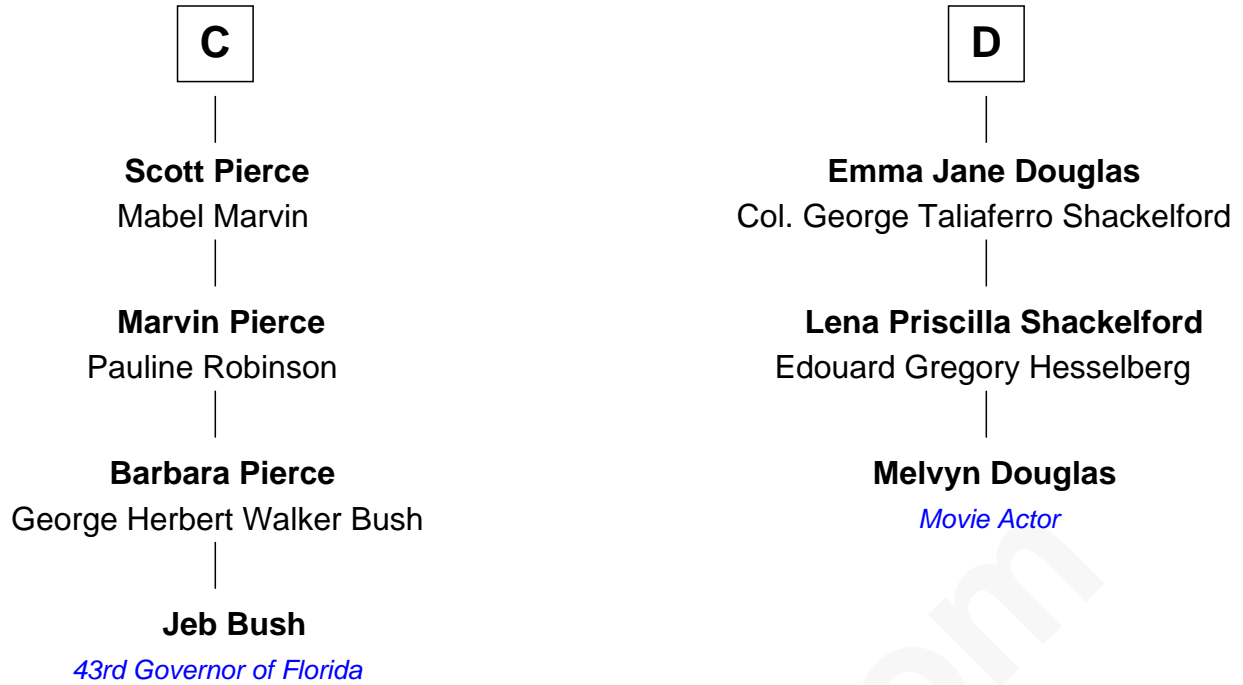 C
Scott Pierce
Mabel Marvin
Marvin Pierce
Pauline Robinson
Barbara Pierce
George Herbert Walker Bush
Jeb Bush
43rd Governor of Florida
D
Emma Jane Douglas
Col. George Taliaferro Shackelford
Lena Priscilla Shackelford
Edouard Gregory Hesselberg
Melvyn Douglas
Movie Actor